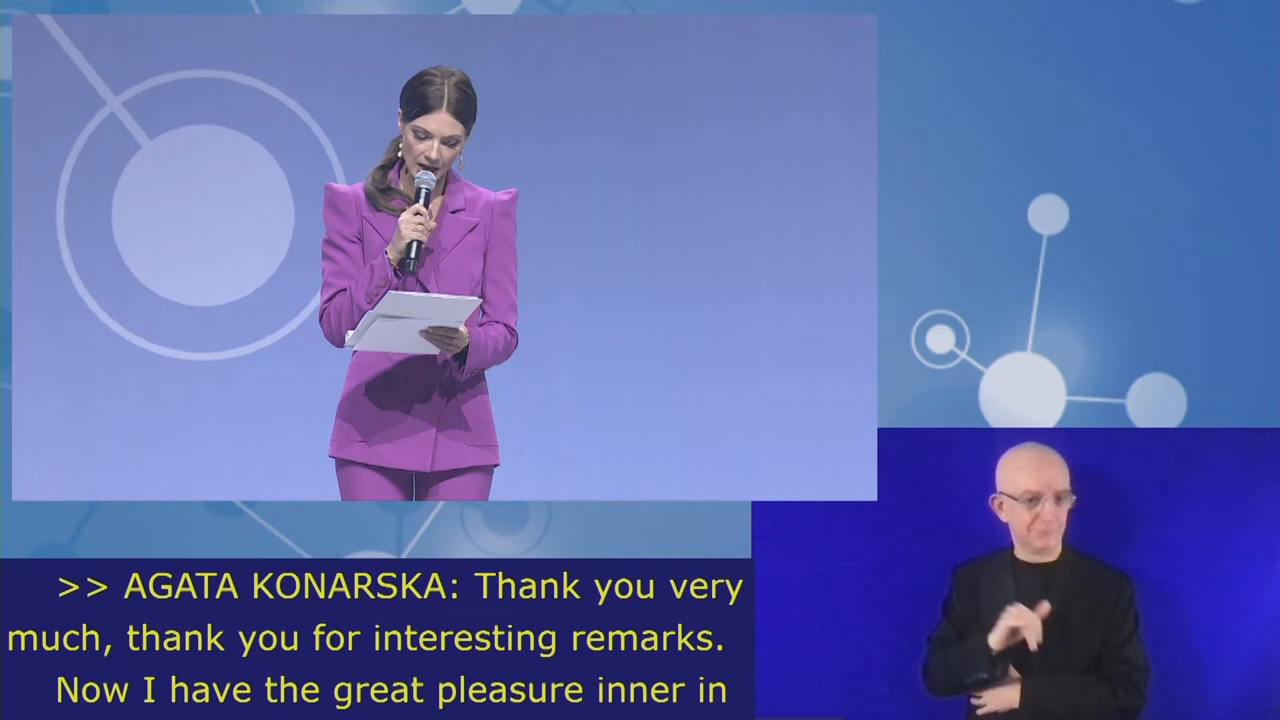 >> AGATA KONARSKA: Thank you very
much, thank you for interesting remarks.
Now I have the great pleasure inner in